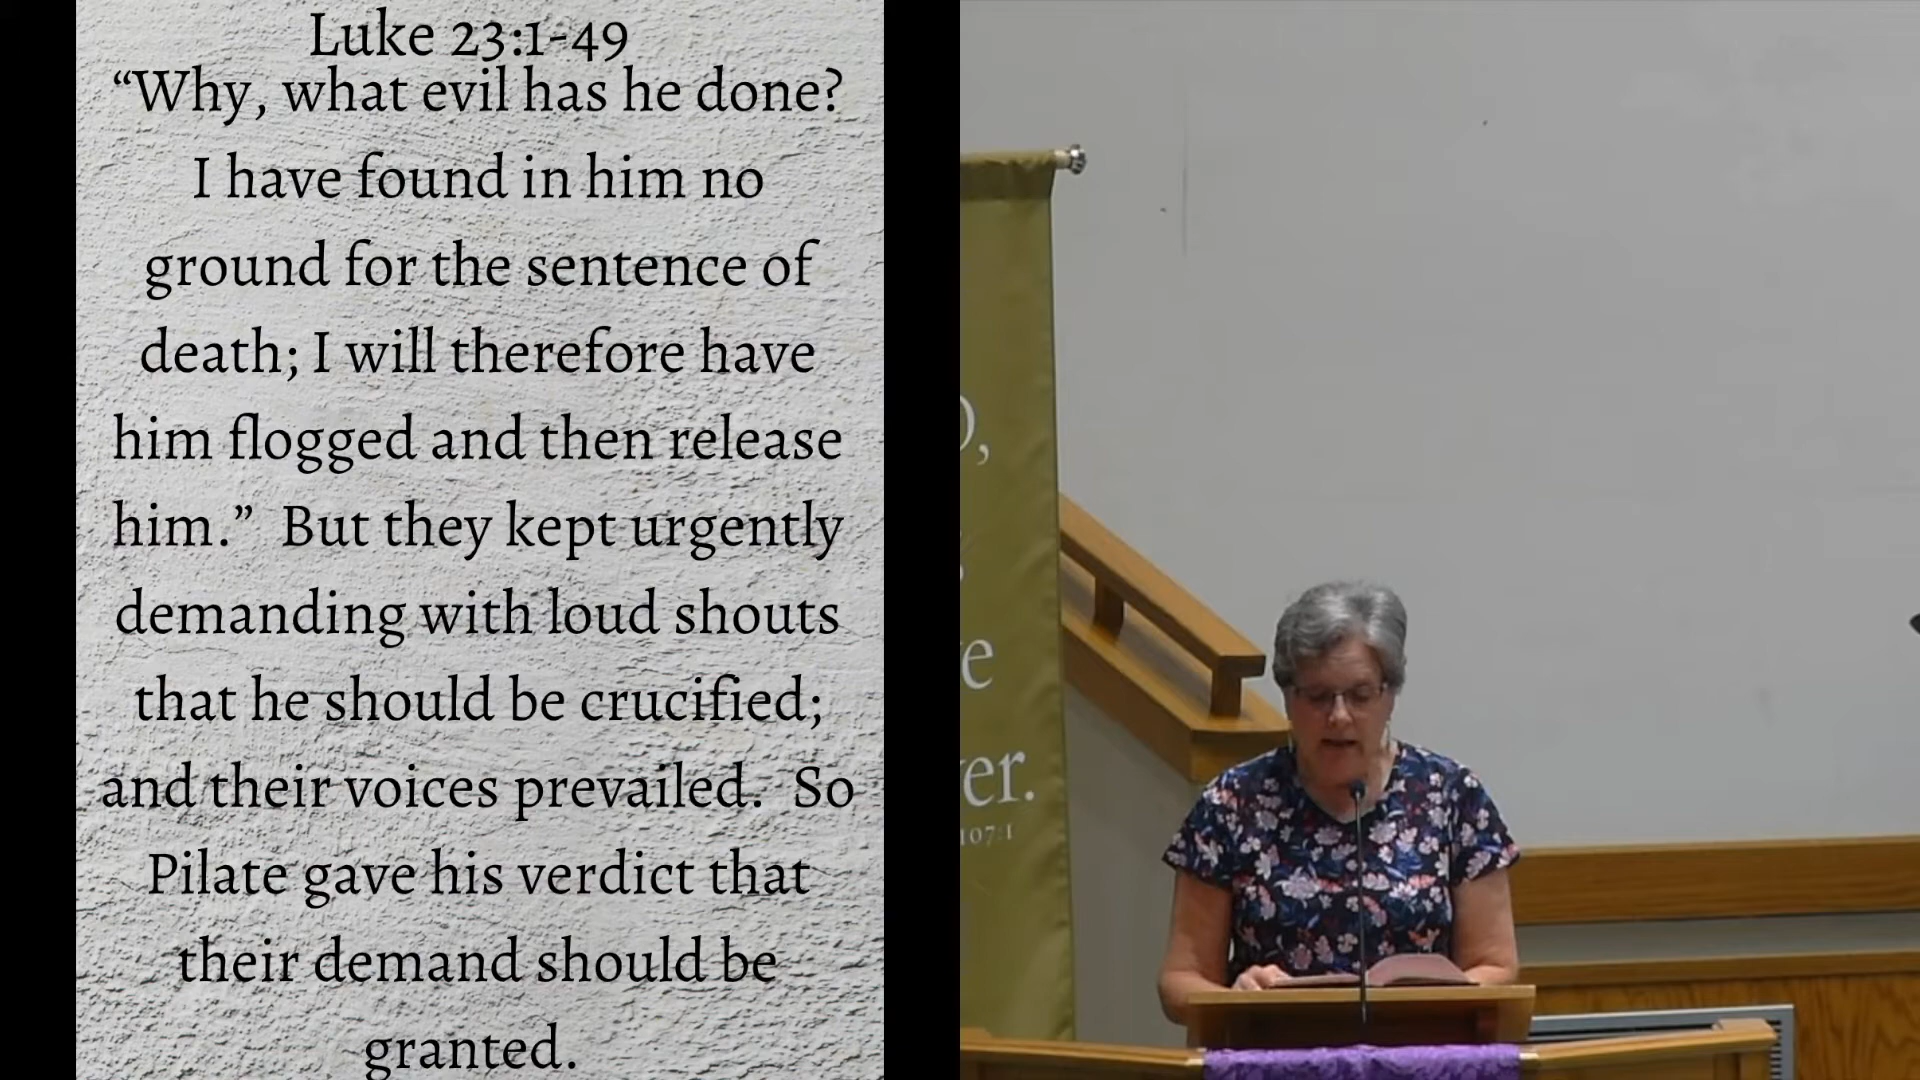 Luke 23:1-49
“Why, what evil has he done?
I have found in him no
ground for the sentence of
death; I will therefore have
him flogged and then release
him.”  But they kept urgently
demanding with loud shouts
that he should be crucified;
and their voices prevailed.  So
Pilate gave his verdict that
their demand should be
granted.
107:1